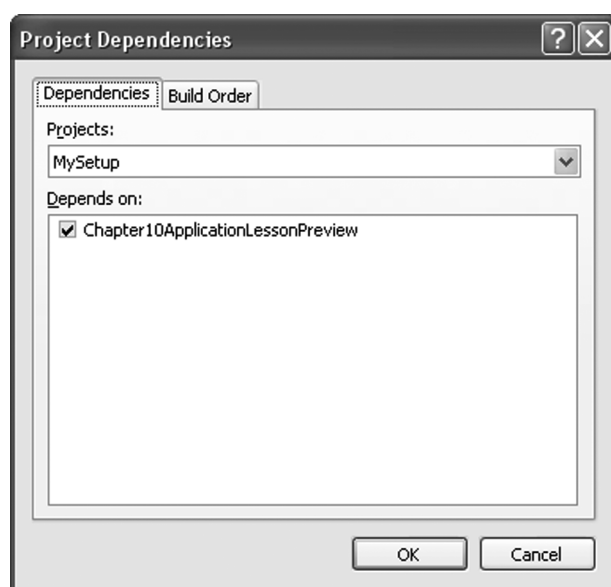 Project Dependencies
Dependencies
Build Order
Projects:
MySetup
Depends on:
Chapter10ApplicationLessonPreview
OK
Cancel